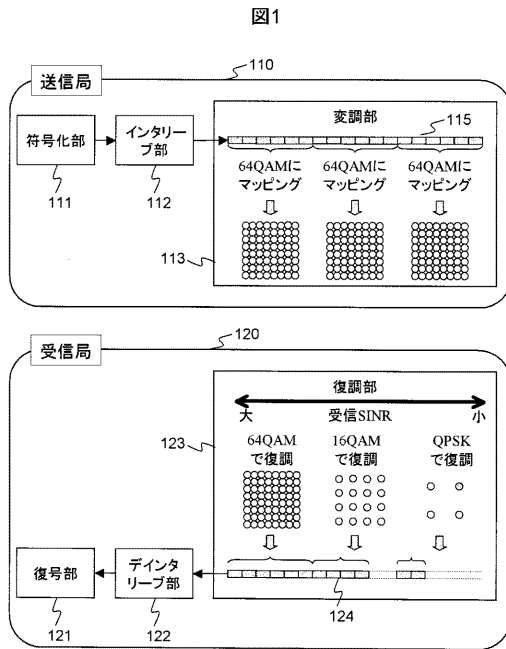 図1
送信局
110
符号化部
111
インタリー
ブ部
112
変調部
115
64QAMに
マッピング
64QAMに
マッピング
64QAMに
マッピング
113
受信局
120
復調部
大
受信SINR
小
123
64QAM
で復調
16QAM
で復調
QPSK
で復調
復号部
121
デインタ
リーブ部
122
124